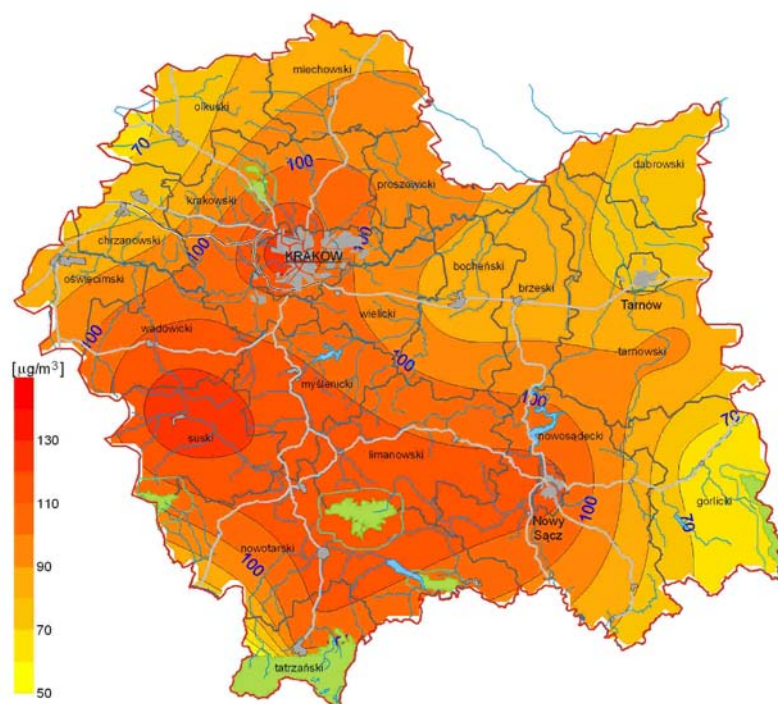 miechowski
olkuski
70
100
dąbrowski
krakowski
proszowicki
chrzanowski
100
100
KRAKÓW
oświęcimski
bocheński
brzeski
Tarnów
wadowicki
wielicki
100
tarnowski
100
[µg/m³]
myślenicki
100
130
suski
nowosądecki
70
limanowski
110
gorlicki
100
Nowy
Sącz
70
90
nowotarski
100
70
tatrzański
50